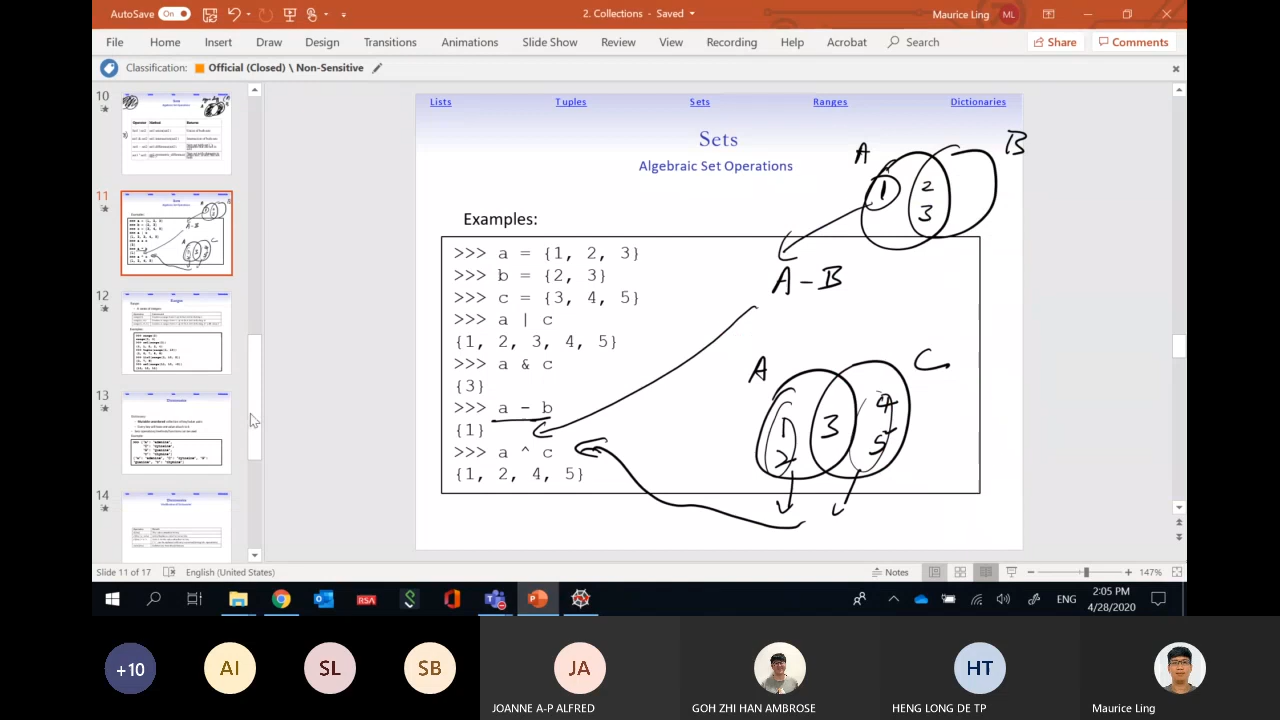 AutoSave On
2. Collections - Saved
Maurice Ling ML
File Home Insert Draw Design Transitions Animations Slide Show Review View Recording Help Acrobat Search Share Comments
Classification: Official (Closed) \ Non-Sensitive
10
11
12
13
14
Lists Tuples Sets Ranges Dictionaries
Sets
Algebraic Set Operations
Examples:
>>> a = {1, 2, 3}
>>> b = {2, 3}
>>> c = {3, 4, 5}
>>> a | c
{1, 2, 3, 4, 5}
>>> a & c
{3}
>>> a - b
{1}
>>> a ^ c
{1, 2, 4, 5}
A B
1 2
3
A-B
A C
1 3 4
2 5
Slide 11 of 17 English (United States) Notes 147%
RSA
ENG
2:05 PM
4/28/2020
+10 AI SL SB JA HT
JOANNE A-P ALFRED GOH ZHI HAN AMBROSE HENG LONG DE TP Maurice Ling